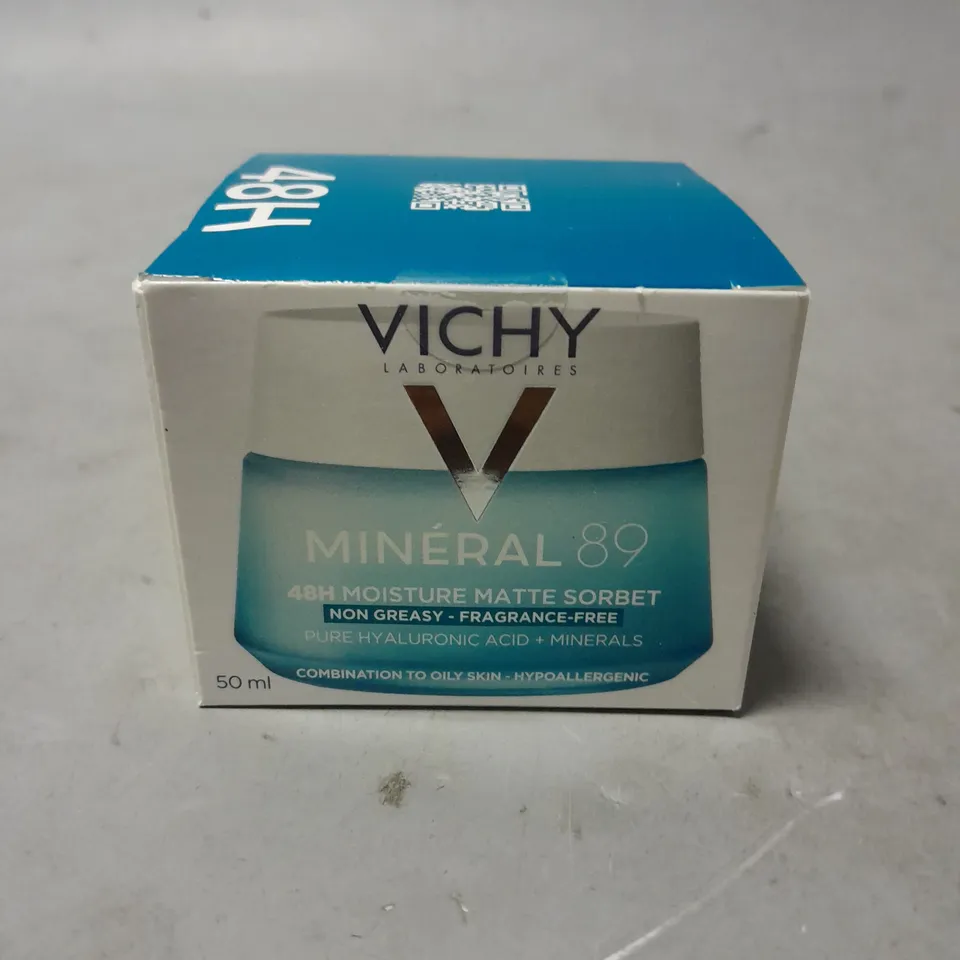 48H
VICHY
LABORATOIRES
V
MINÉRAL 89
48H MOISTURE MATTE SORBET
NON GREASY - FRAGRANCE-FREE
PURE HYALURONIC ACID + MINERALS
COMBINATION TO OILY SKIN - HYPOALLERGENIC
50 ml